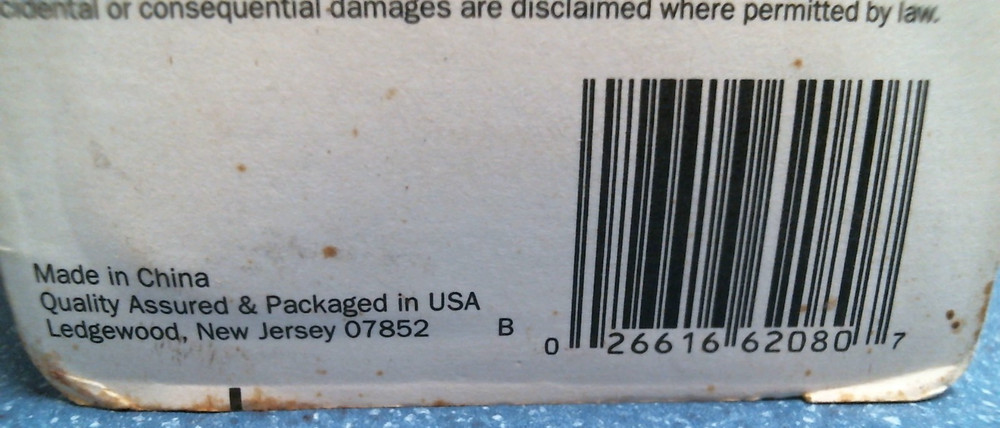 or consequential damages are disclaimed where permitted by law.
Made in China
Quality Assured & Packaged in USA
Ledgewood, New Jersey 07852
B
0 26616 62080 7